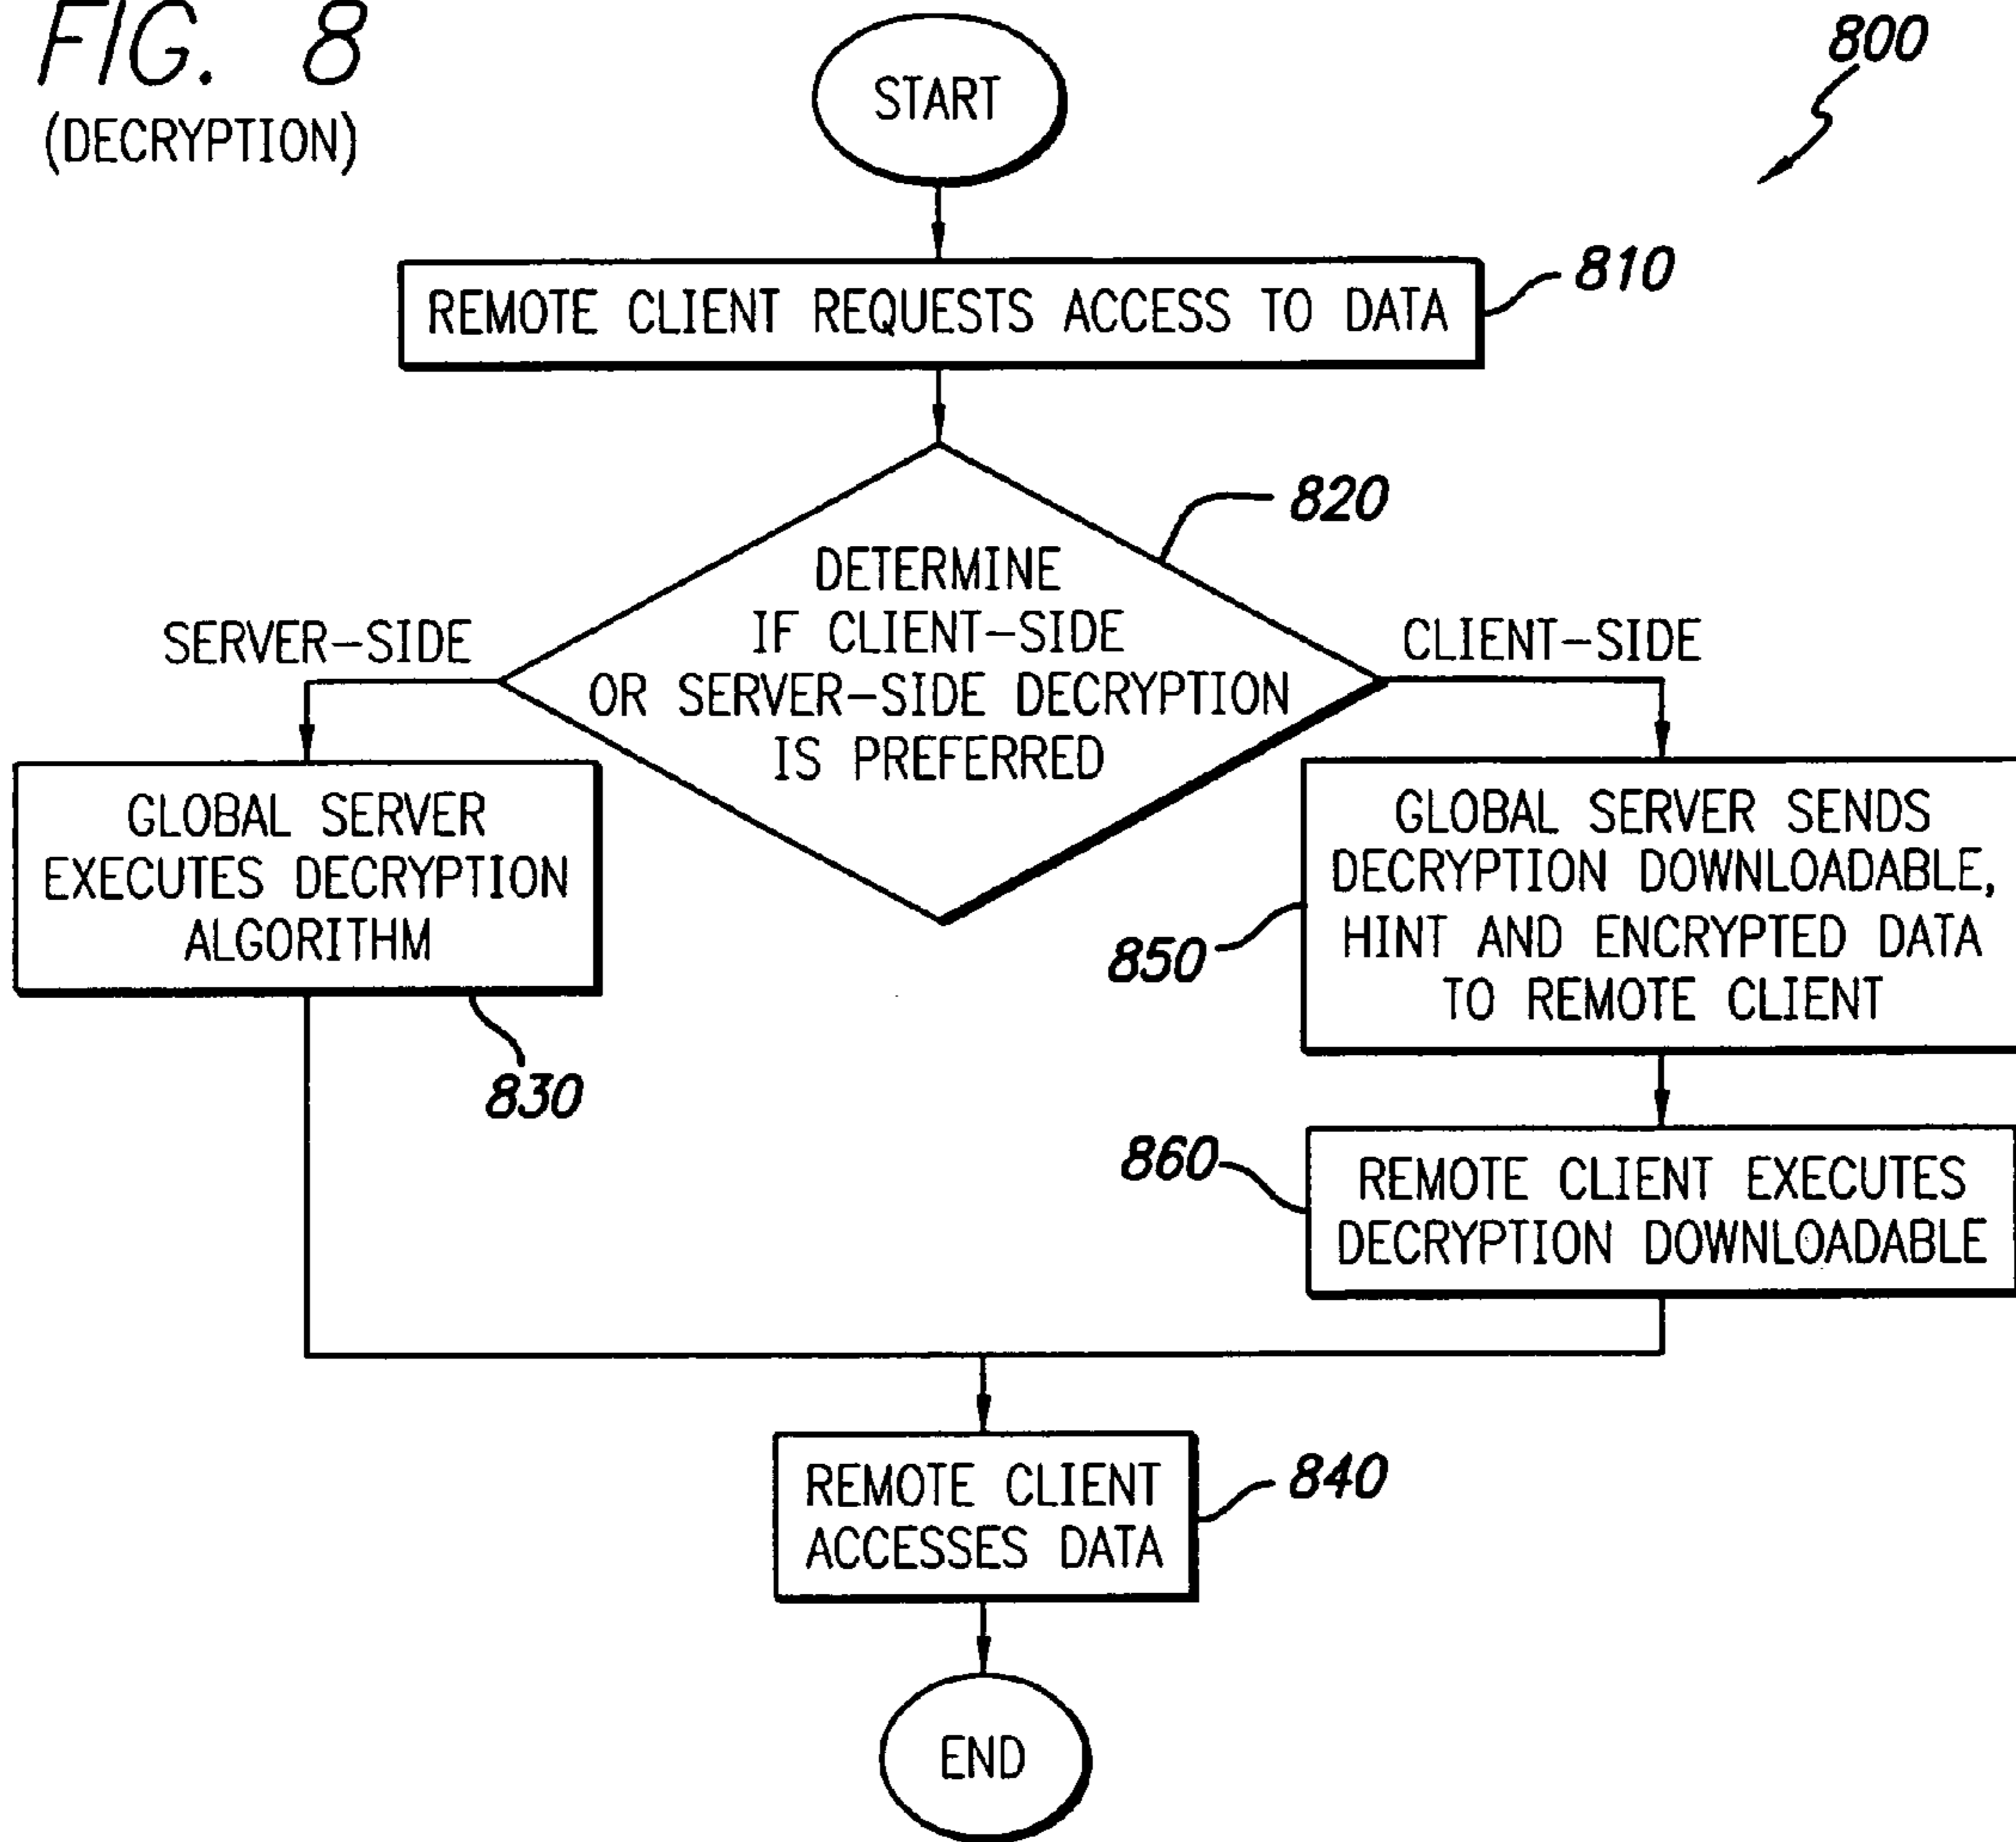 FIG. 8
(DECRYPTION)
800
START
REMOTE CLIENT REQUESTS ACCESS TO DATA
810
820
DETERMINE
IF CLIENT-SIDE
OR SERVER-SIDE DECRYPTION
IS PREFERRED
SERVER-SIDE
CLIENT-SIDE
GLOBAL SERVER
EXECUTES DECRYPTION
ALGORITHM
830
GLOBAL SERVER SENDS
DECRYPTION DOWNLOADABLE,
HINT AND ENCRYPTED DATA
TO REMOTE CLIENT
850
860
REMOTE CLIENT EXECUTES
DECRYPTION DOWNLOADABLE
REMOTE CLIENT
ACCESSES DATA
840
END